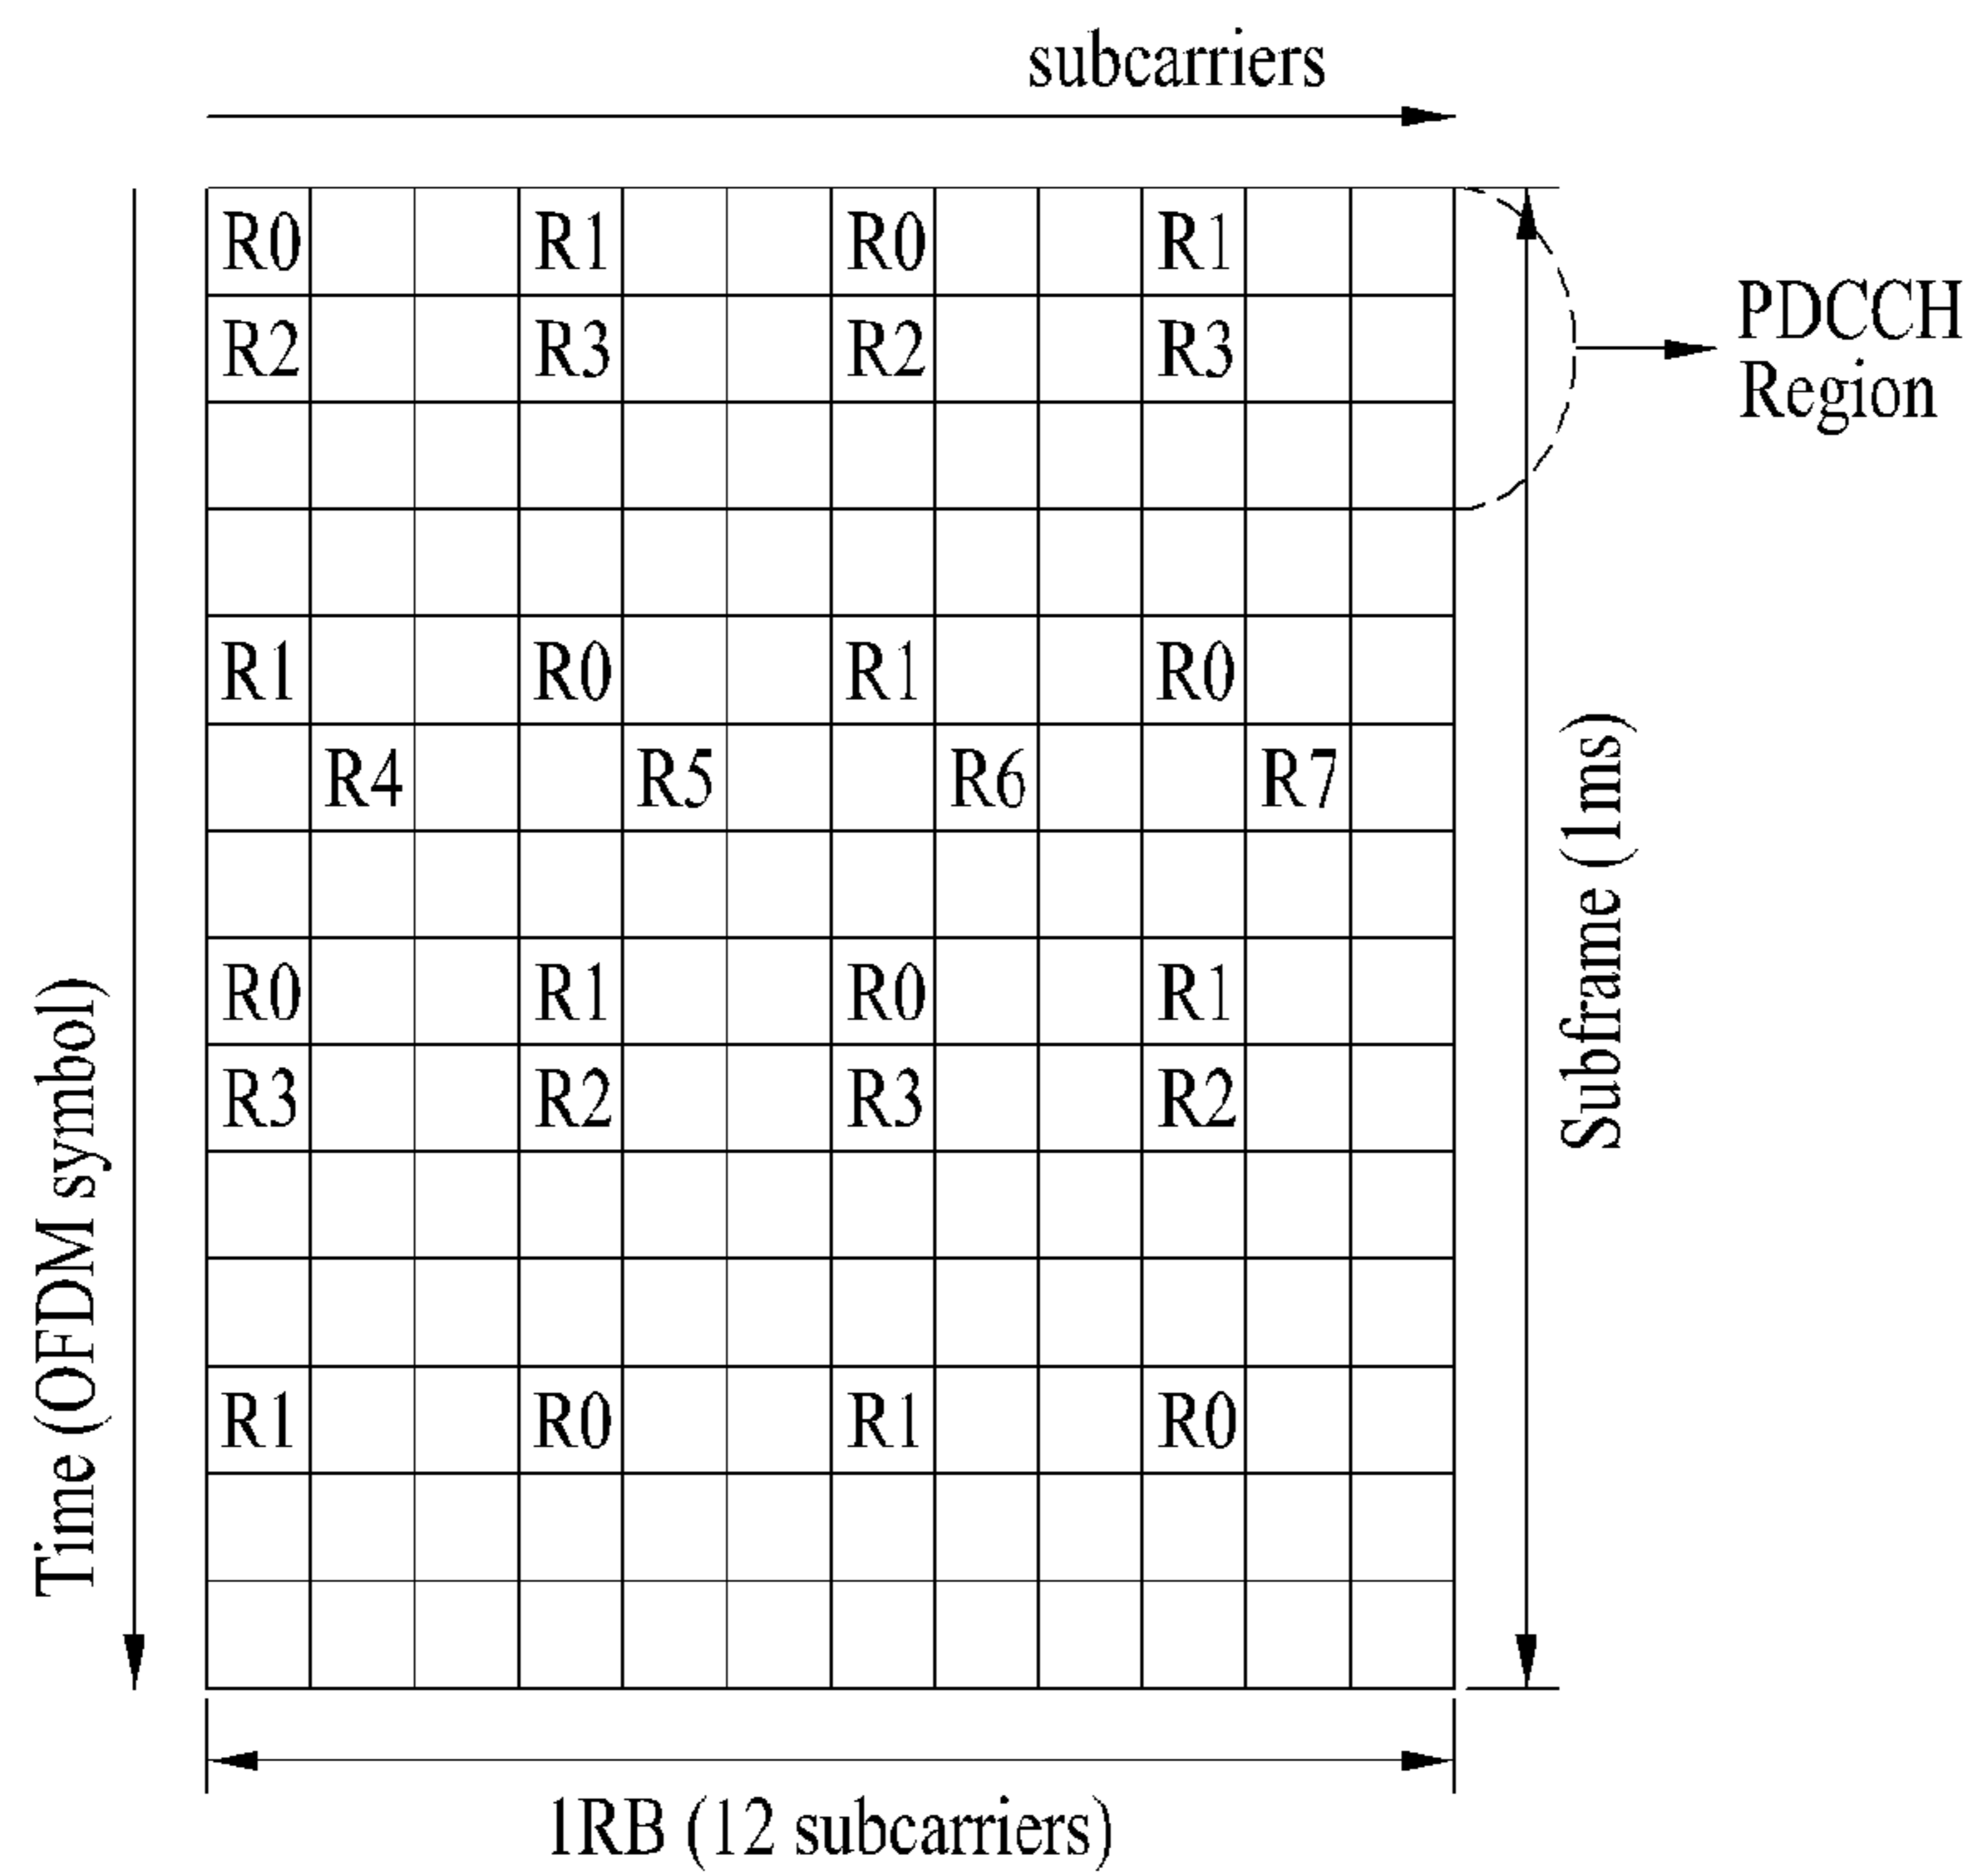 subcarriers
R0 R1 R0 R1
R2 R3 R2 R3
PDCCH
Region
R1 R0 R1 R0
R4 R5 R6 R7
R0 R1 R0 R1
R3 R2 R3 R2
R1 R0 R1 R0
Time (OFDM symbol)
Subframe (1ms)
1RB (12 subcarriers)